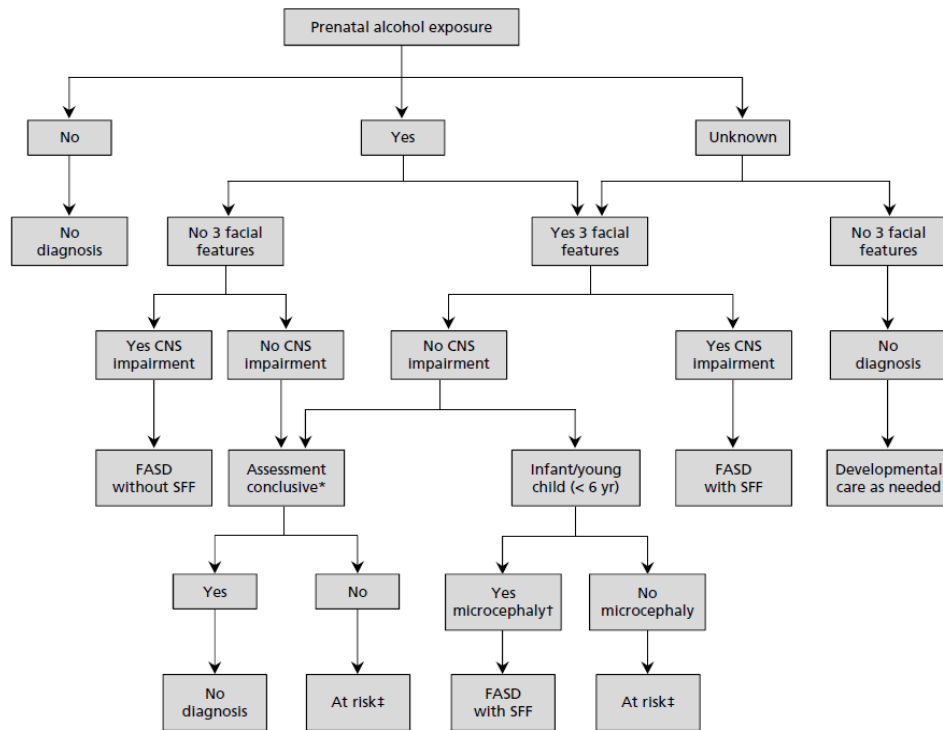 Prenatal alcohol exposure
No
Yes
Unknown
No
diagnosis
No 3 facial
features
Yes 3 facial
features
No 3 facial
features
Yes CNS
impairment
No CNS
impairment
No CNS
impairment
Yes CNS
impairment
No
diagnosis
FASD
without SFF
Assessment
conclusive*
Infant/young
child (< 6 yr)
FASD
with SFF
Developmental
care as needed
Yes
No
Yes
microcephaly†
No
microcephaly
No
diagnosis
At risk‡
FASD
with SFF
At risk‡